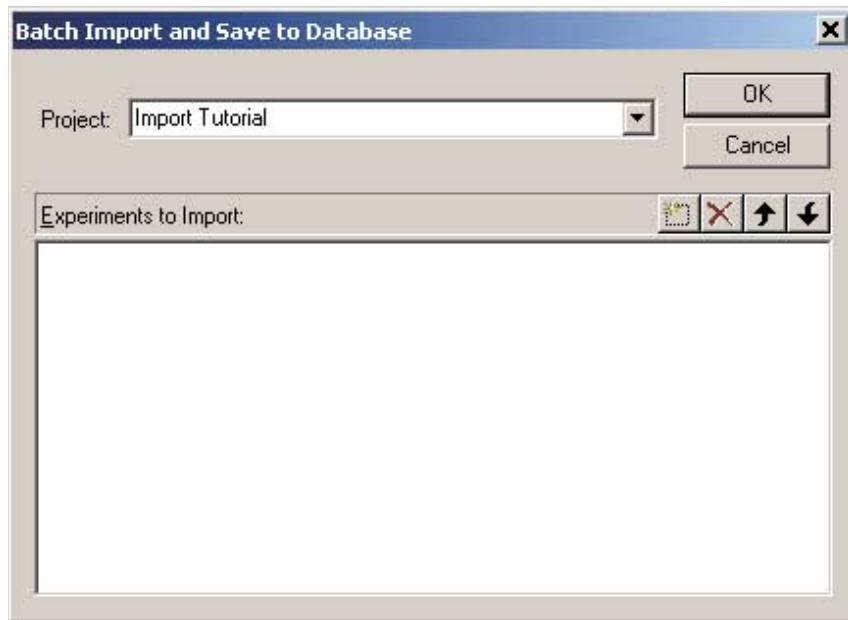 Batch Import and Save to Database
Project: Import Tutorial
OK
Cancel
Experiments to Import: